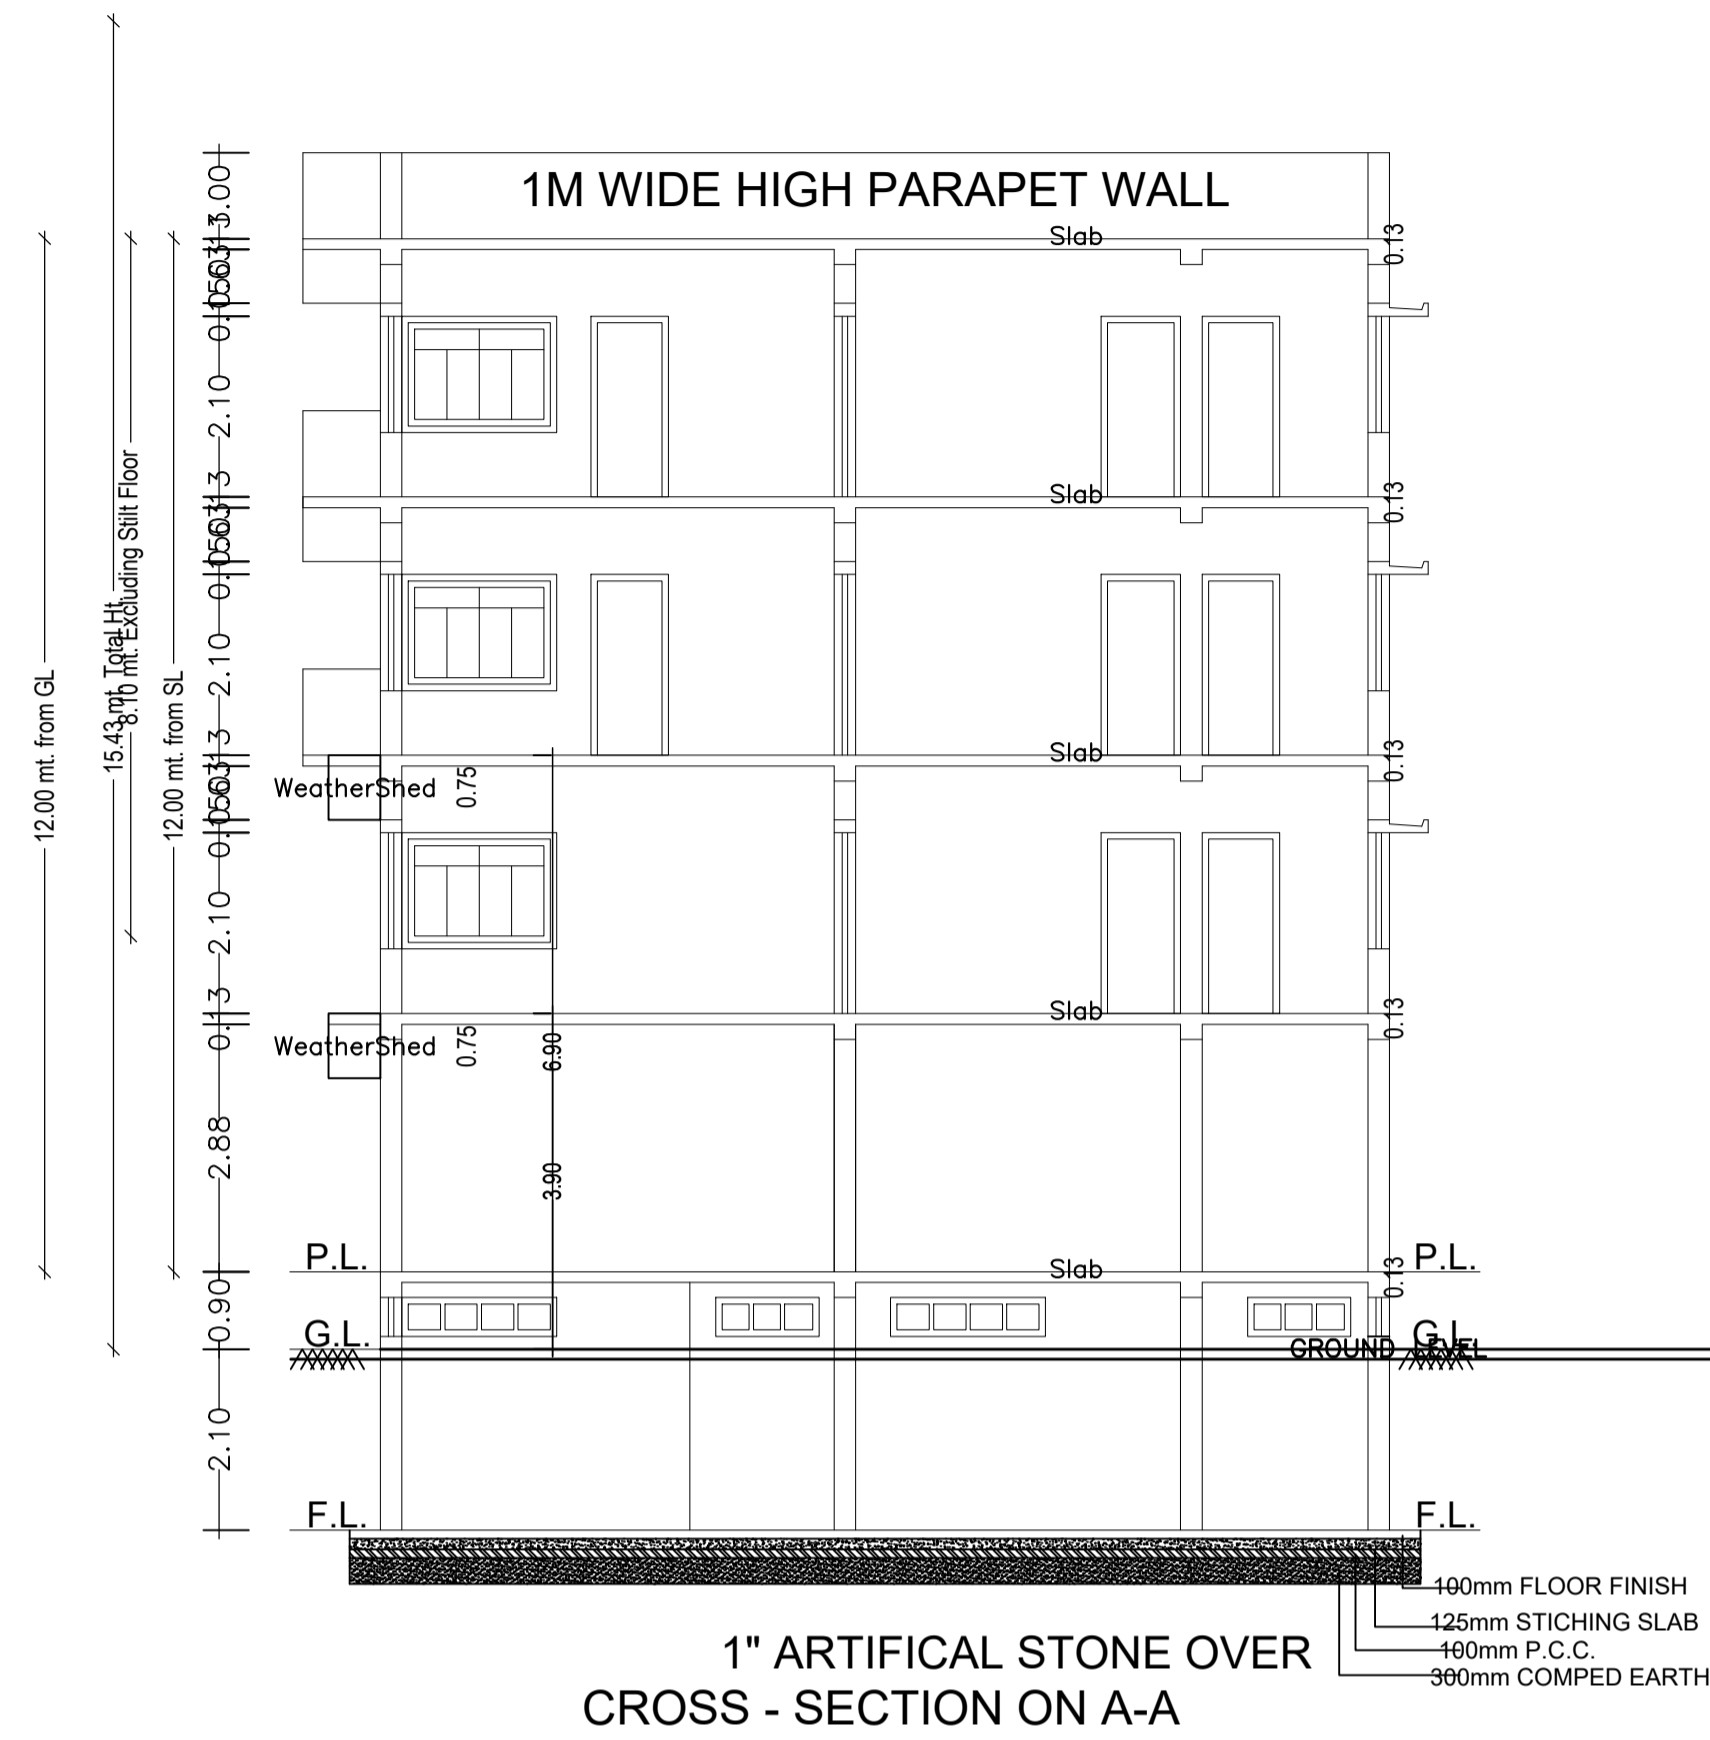 1M WIDE HIGH PARAPET WALL
1.00
Slab
0.13
2.10
Slab
0.13
8.10 mt. Excluding Stilt Floor
15.43 mt. Total Ht.
12.00 mt. from GL
12.00 mt. from SL
2.10
Slab
0.13
WeatherShed
0.75
2.10
Slab
0.13
0.13
WeatherShed
0.75
6.90
2.88
3.90
P.L.
Slab
0.13
P.L.
0.90
G.L.
GROUND LEVEL
G.L.
2.10
F.L.
F.L.
100mm FLOOR FINISH
125mm STICHING SLAB
100mm P.C.C.
300mm COMPED EARTH
1" ARTIFICAL STONE OVER
CROSS - SECTION ON A-A